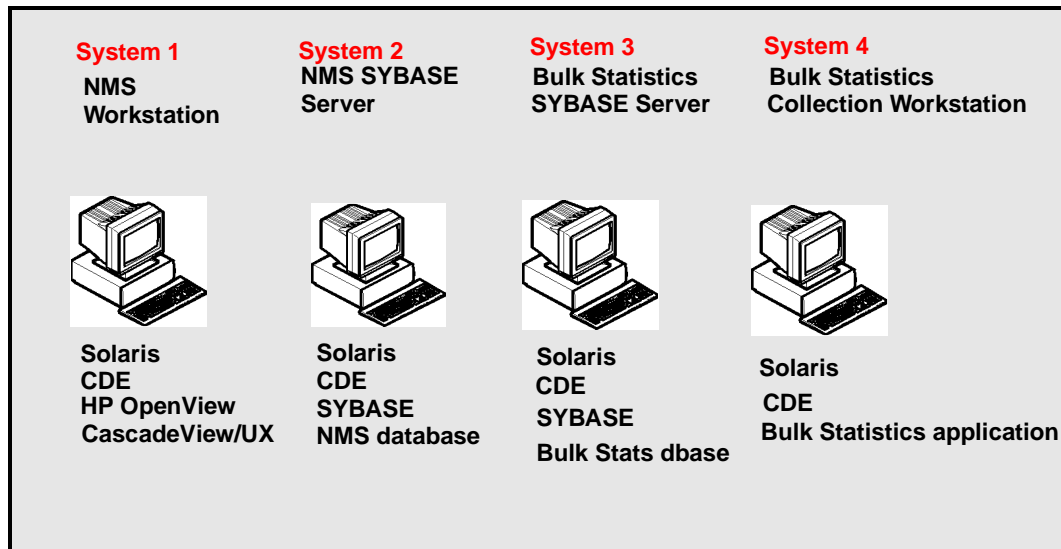 System 1
NMS
Workstation
System 2
NMS SYBASE
Server
System 3
Bulk Statistics
SYBASE Server
System 4
Bulk Statistics
Collection Workstation
Solaris
CDE
HP OpenView
CascadeView/UX
Solaris
CDE
SYBASE
NMS database
Solaris
CDE
SYBASE
Bulk Stats dbase
Solaris
CDE
Bulk Statistics application